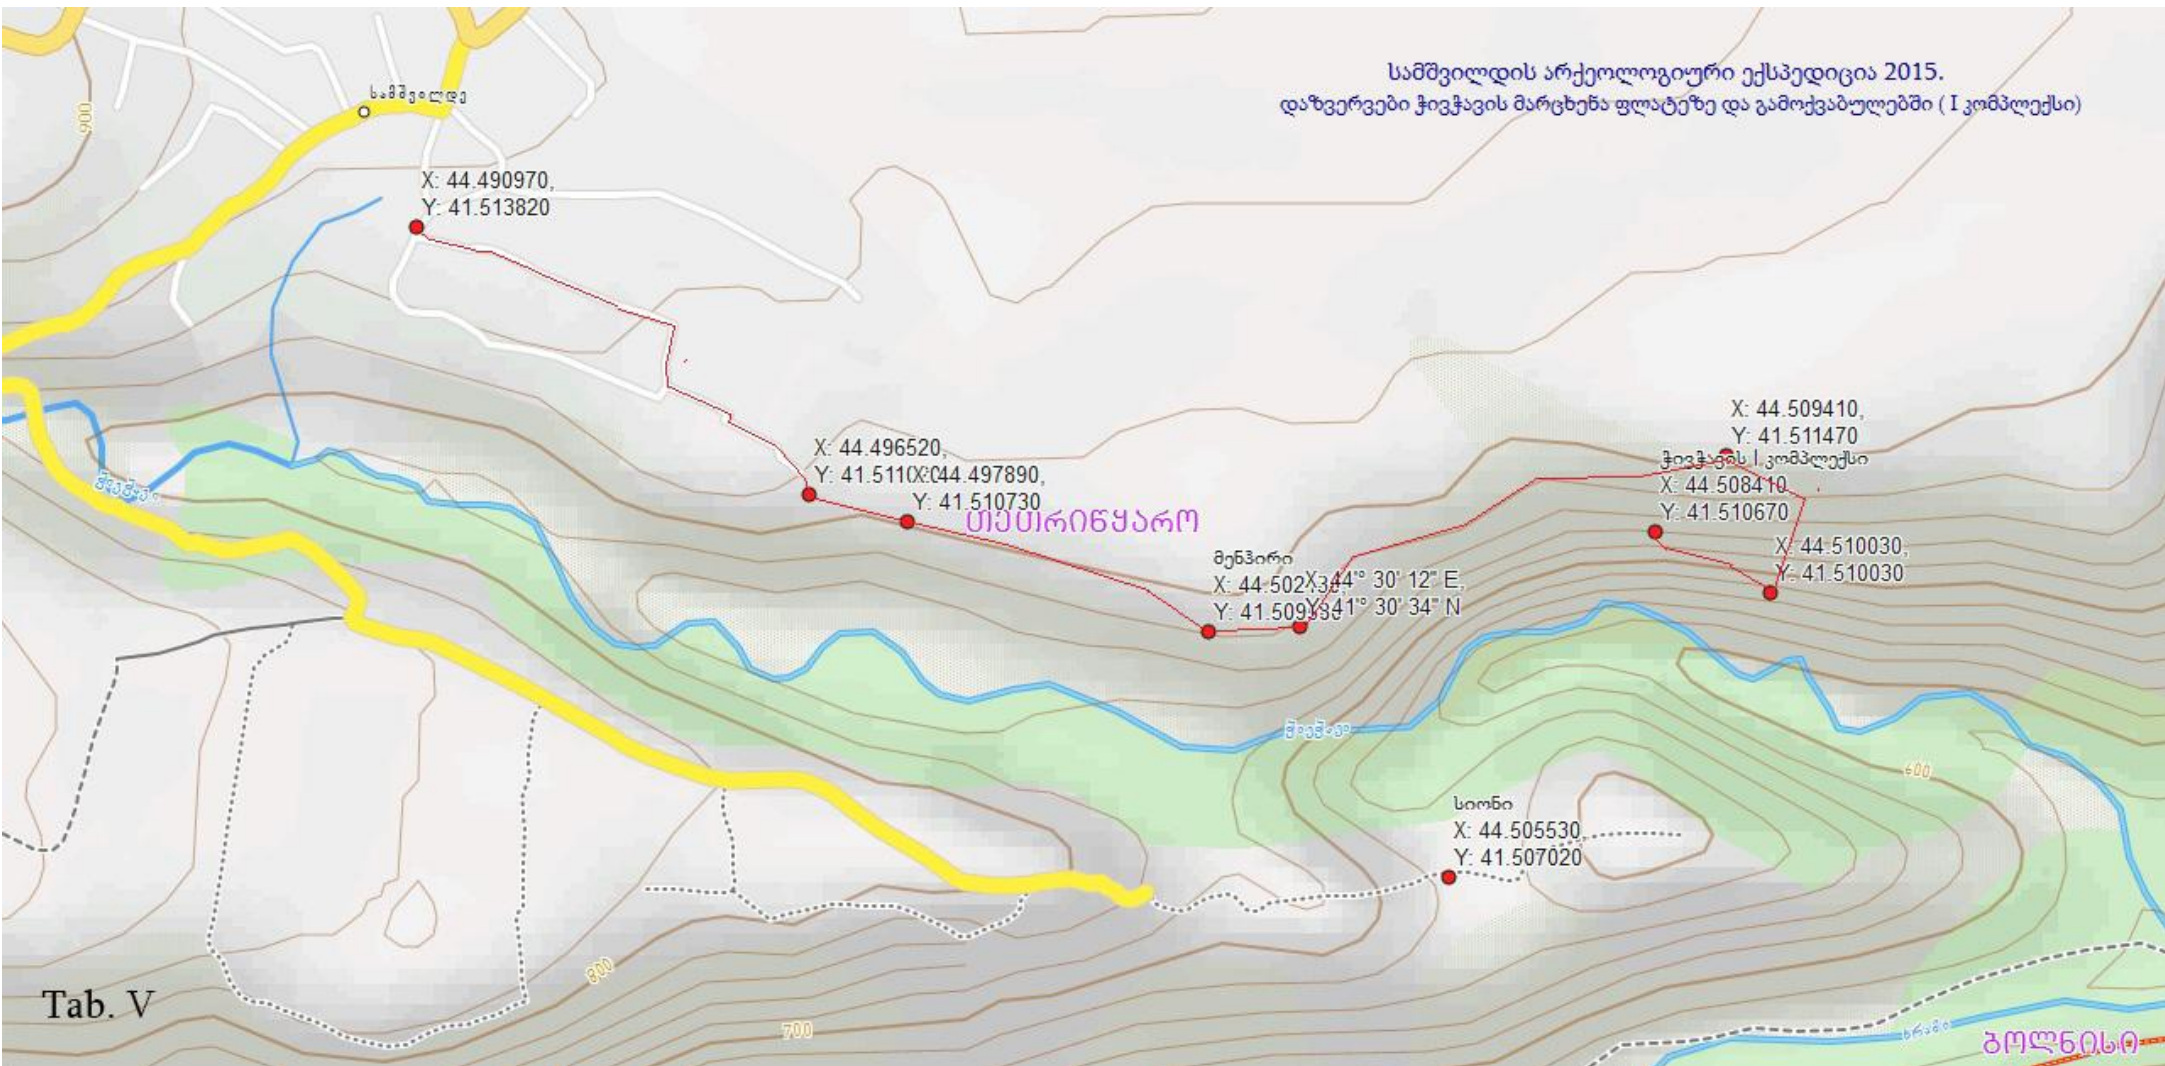 სამშვილდის არქეოლოგიური ექსპედიცია 2015.
დაზვერვები ჭივჭავის მარცხენა ფლატეზე და გამოქვაბულებში ( I კომპლექსი)
სამშვილდე
900
X: 44.490970,
Y: 41.513820
X: 44.496520,
Y: 41.5110
X: 44.497890,
Y: 41.510730
თეთრიწყარო
X: 44.509410,
Y: 41.511470
ჭივჭავის I კომპლექსი
X: 44.508410
Y: 41.510670
X: 44.510030,
Y: 41.510030
მენჰირი
X: 44.502
Y: 41.509
X: 44° 30' 12" E,
Y: 41° 30' 34" N
ჭივჭავი
ჭივჭავი
600
სიონი
X: 44.505530,
Y: 41.507020
800
700
Tab. V
ხრამი
ბოლნისი